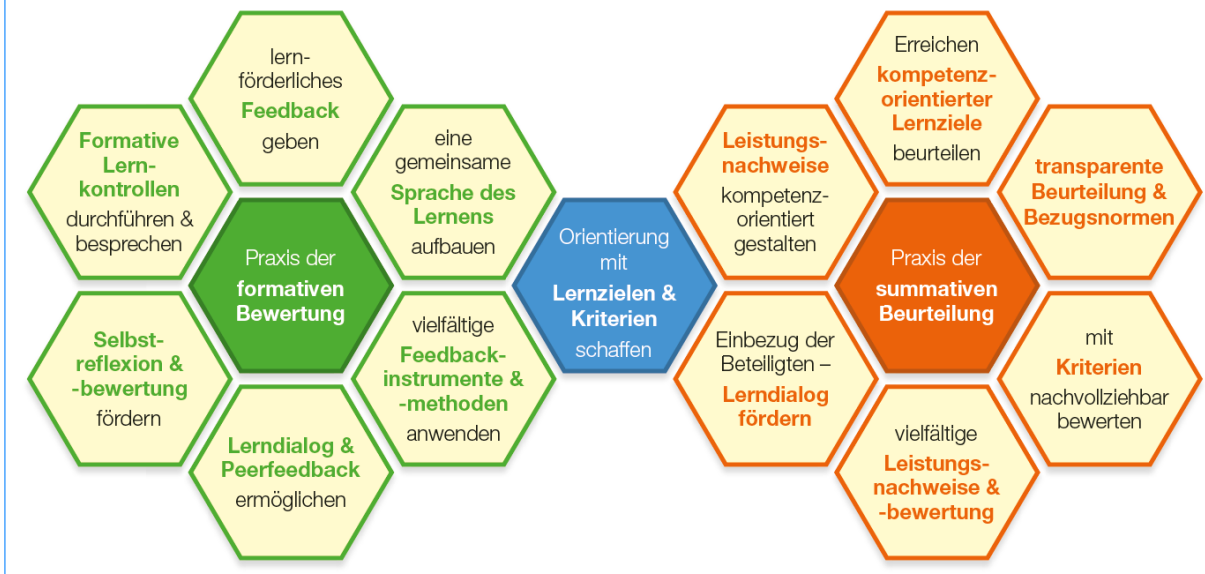 lern-
förderliches
Feedback
geben
Formative
Lern-
kontrollen
durchführen &
besprechen
eine
gemeinsame
Sprache des
Lernens
aufbauen
Praxis der
formativen
Bewertung
Selbst-
reflexion &
-bewertung
fördern
vielfältige
Feedback-
instrumente &
-methoden
anwenden
Lerndialog &
Peerfeedback
ermöglichen
Orientierung
mit
Lernzielen &
Kriterien
schaffen
Erreichen
kompetenz-
orientierter
Lernziele
beurteilen
Leistungs-
nachweise
kompetenz-
orientiert
gestalten
transparente
Beurteilung &
Bezugsnormen
Praxis der
summativen
Beurteilung
Einbezug der
Beteiligten –
Lerndialog
fördern
mit
Kriterien
nachvollziehbar
bewerten
vielfältige
Leistungs-
nachweise &
-bewertung